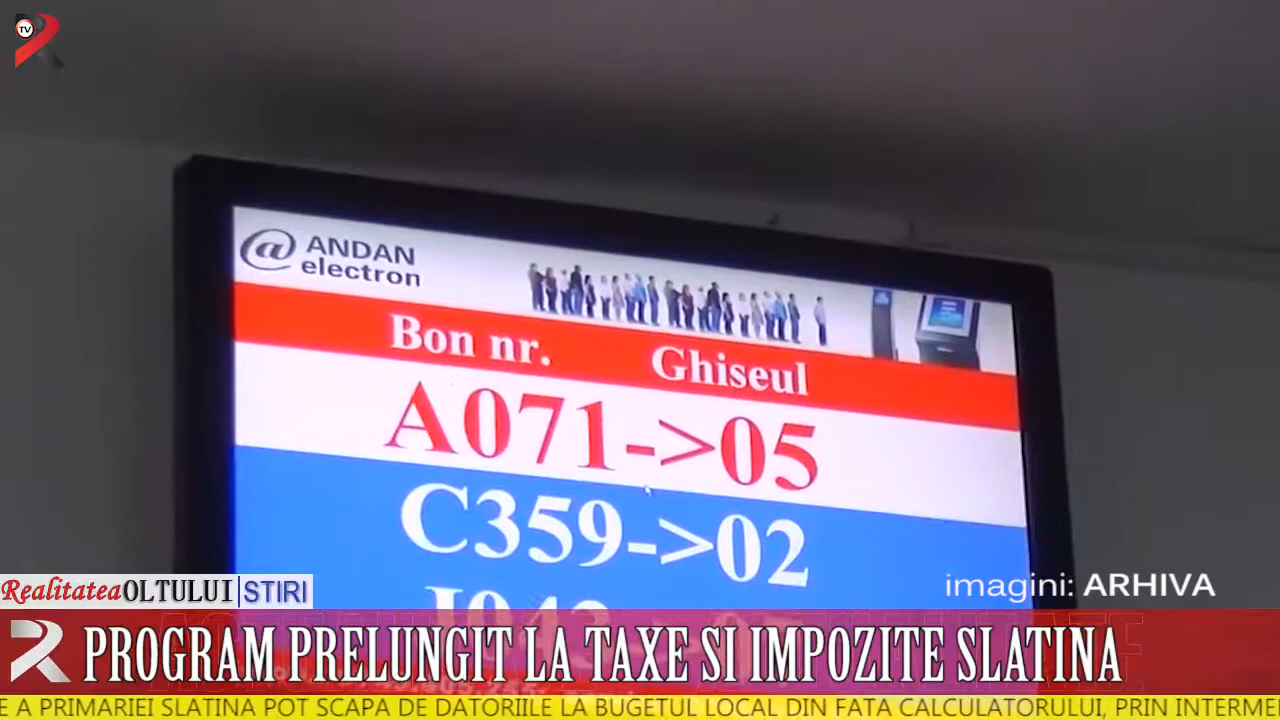 TV
@ ANDAN
electron
Bon nr. Ghiseul
A071->05
C359->02
imagini: ARHIVA
RealitateaOLTULUI STIRI
PROGRAM PRELUNGIT LA TAXE SI IMPOZITE SLATINA
E A PRIMARIEI SLATINA POT SCAPA DE DATORIILE LA BUGETUL LOCAL DIN FATA CALCULATORULUI, PRIN INTERME